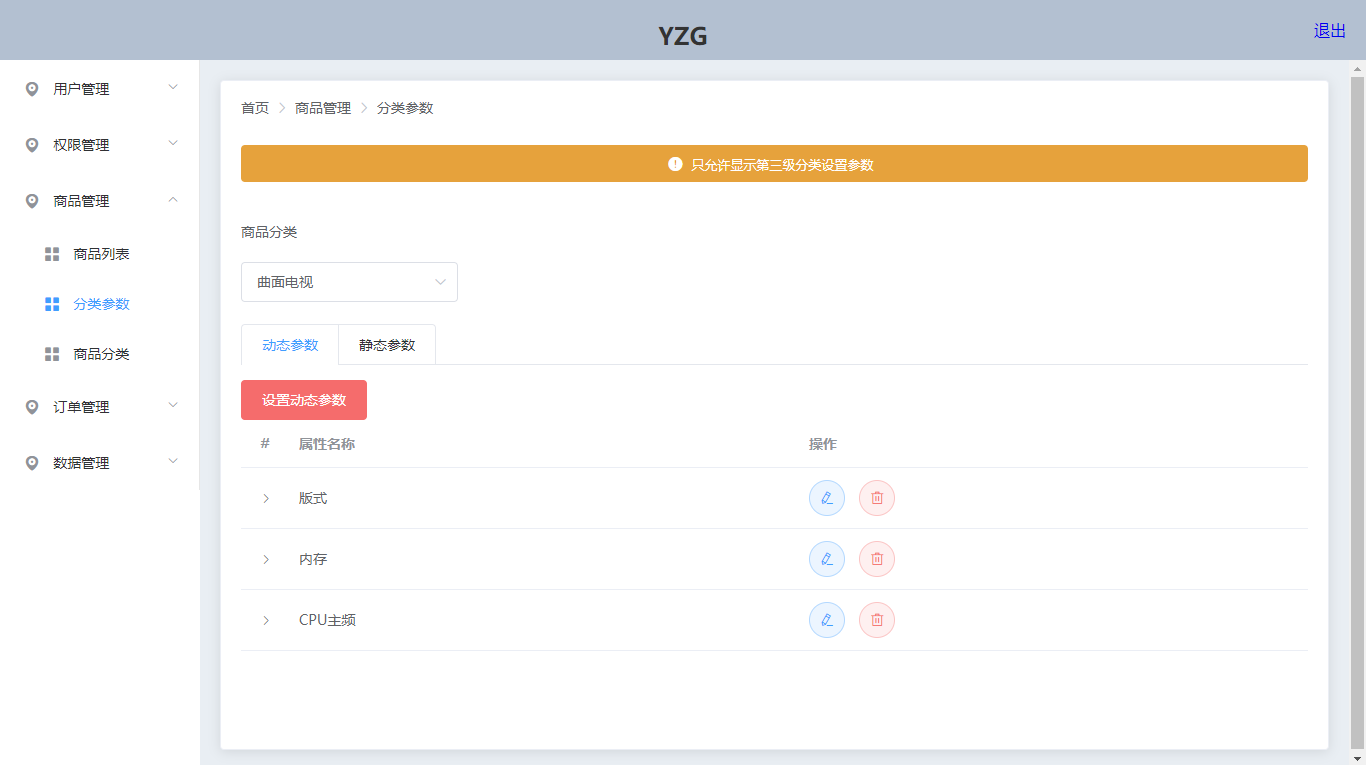 YZG
退出
用户管理
权限管理
商品管理
商品列表
分类参数
商品分类
订单管理
数据管理
首页 > 商品管理 > 分类参数
只允许显示第三级分类设置参数
商品分类
曲面电视
动态参数 静态参数
设置动态参数
# 属性名称 操作
版式
内存
CPU主频